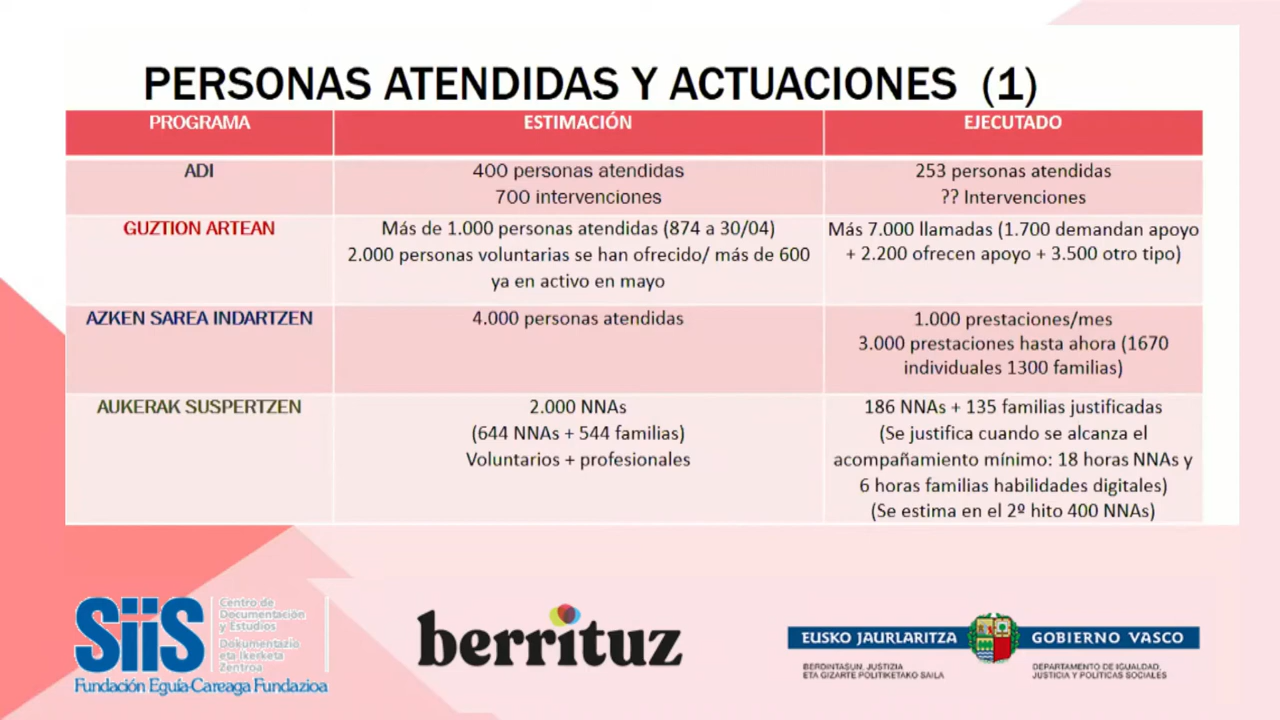 PERSONAS ATENDIDAS Y ACTUACIONES (1)
PROGRAMA
ESTIMACIÓN
EJECUTADO
ADI
400 personas atendidas
700 intervenciones
253 personas atendidas
?? Intervenciones
GUZTION ARTEAN
Más de 1.000 personas atendidas (874 a 30/04)
2.000 personas voluntarias se han ofrecido/ más de 600
ya en activo en mayo
Más 7.000 llamadas (1.700 demandan apoyo
+ 2.200 ofrecen apoyo + 3.500 otro tipo)
AZKEN SAREA INDARTZEN
4.000 personas atendidas
1.000 prestaciones/mes
3.000 prestaciones hasta ahora (1670
individuales 1300 familias)
AUKERAK SUSPERTZEN
2.000 NNAs
(644 NNAs + 544 familias)
Voluntarios + profesionales
186 NNAs + 135 familias justificadas
(Se justifica cuando se alcanza el
acompañamiento mínimo: 18 horas NNAs y
6 horas familias habilidades digitales)
(Se estima en el 2º hito 400 NNAs)
SiiS
Centro de
Documentación
y Estudios
Dokumentazio
eta Ikerketa
Zentroa
Fundación Eguía-Careaga Fundazioa
berrituz
EUSKO JAURLARITZA
GOBIERNO VASCO
BERDINTASUN, JUSTIZIA
ETA GIZARTE POLITIKETAKO SAILA
DEPARTAMENTO DE IGUALDAD,
JUSTICIA Y POLÍTICAS SOCIALES